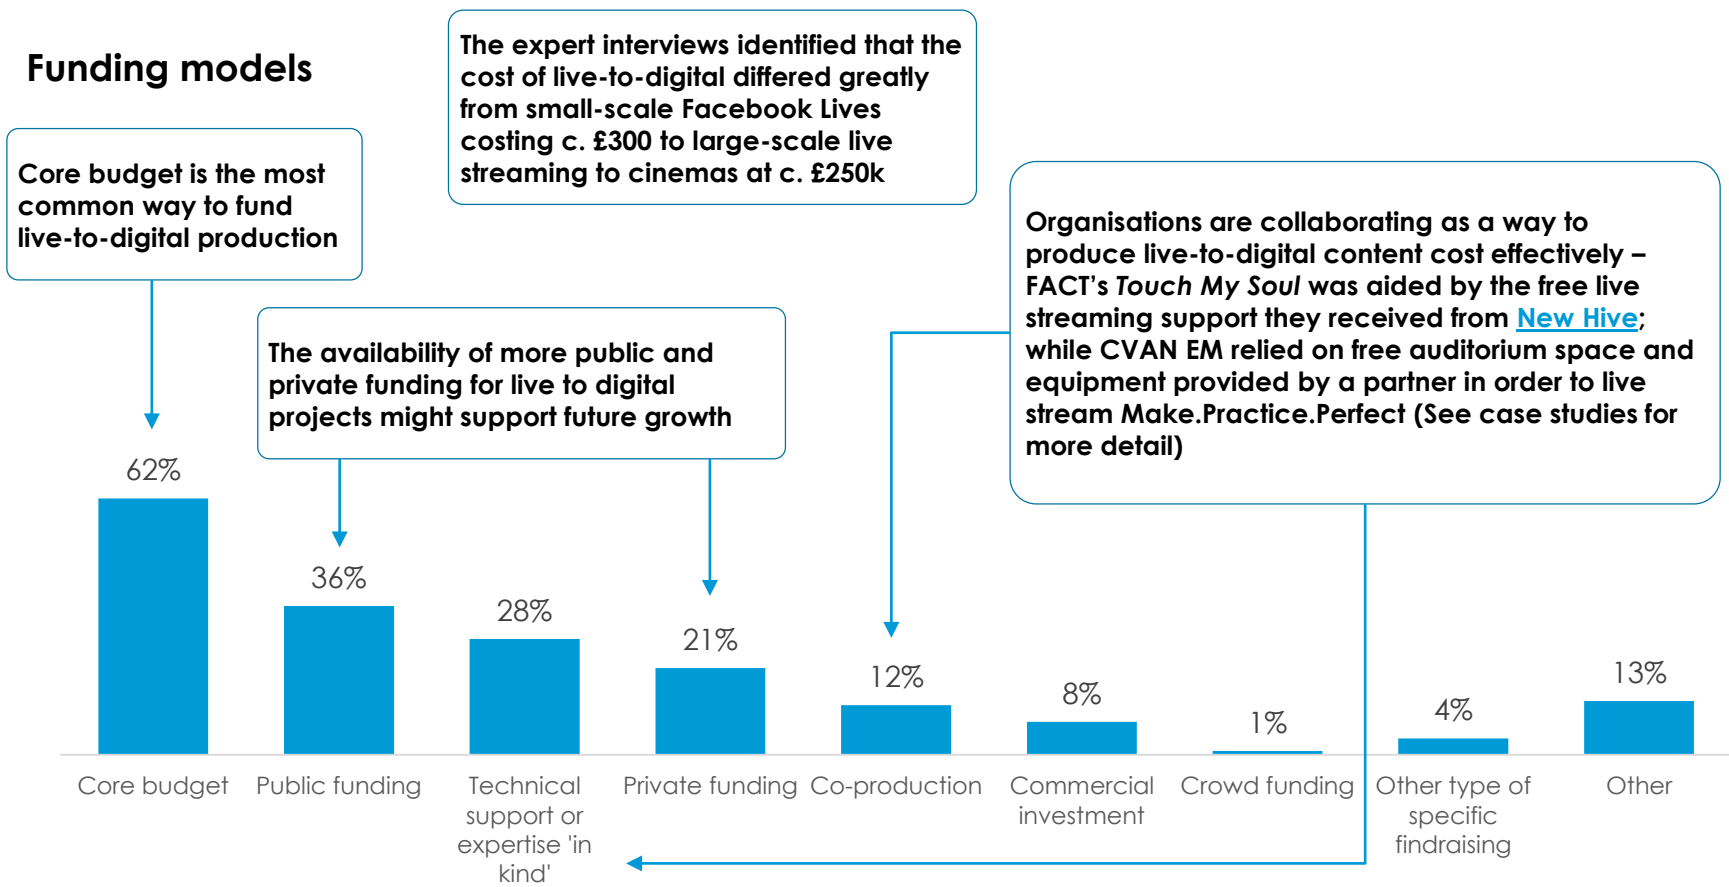 Funding models
The expert interviews identified that the
cost of live-to-digital differed greatly
from small-scale Facebook Lives
costing c. £300 to large-scale live
streaming to cinemas at c. £250k
Core budget is the most
common way to fund
live-to-digital production
Organisations are collaborating as a way to
produce live-to-digital content cost effectively –
FACT's Touch My Soul was aided by the free live
streaming support they received from New Hive;
while CVAN EM relied on free auditorium space and
equipment provided by a partner in order to live
stream Make.Practice.Perfect (See case studies for
more detail)
The availability of more public and
private funding for live to digital
projects might support future growth
62%
36%
28%
21%
12%
8%
1%
4%
13%
Core budget
Public funding
Technical
support or
expertise 'in
kind'
Private funding
Co-production
Commercial
investment
Crowd funding
Other type of
specific
findraising
Other